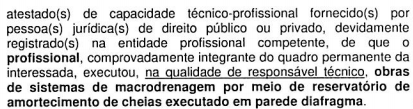 atestado(s) de capacidade técnico-profissional fornecido(s) por
pessoa(s) jurídica(s) de direito público ou privado, devidamente
registrado(s) na entidade profissional competente, de que o
profissional, comprovadamente integrante do quadro permanente da
interessada, executou, na qualidade de responsável técnico, obras
de sistemas de macrodrenagem por meio de reservatório de
amortecimento de cheias executado em parede diafragma.